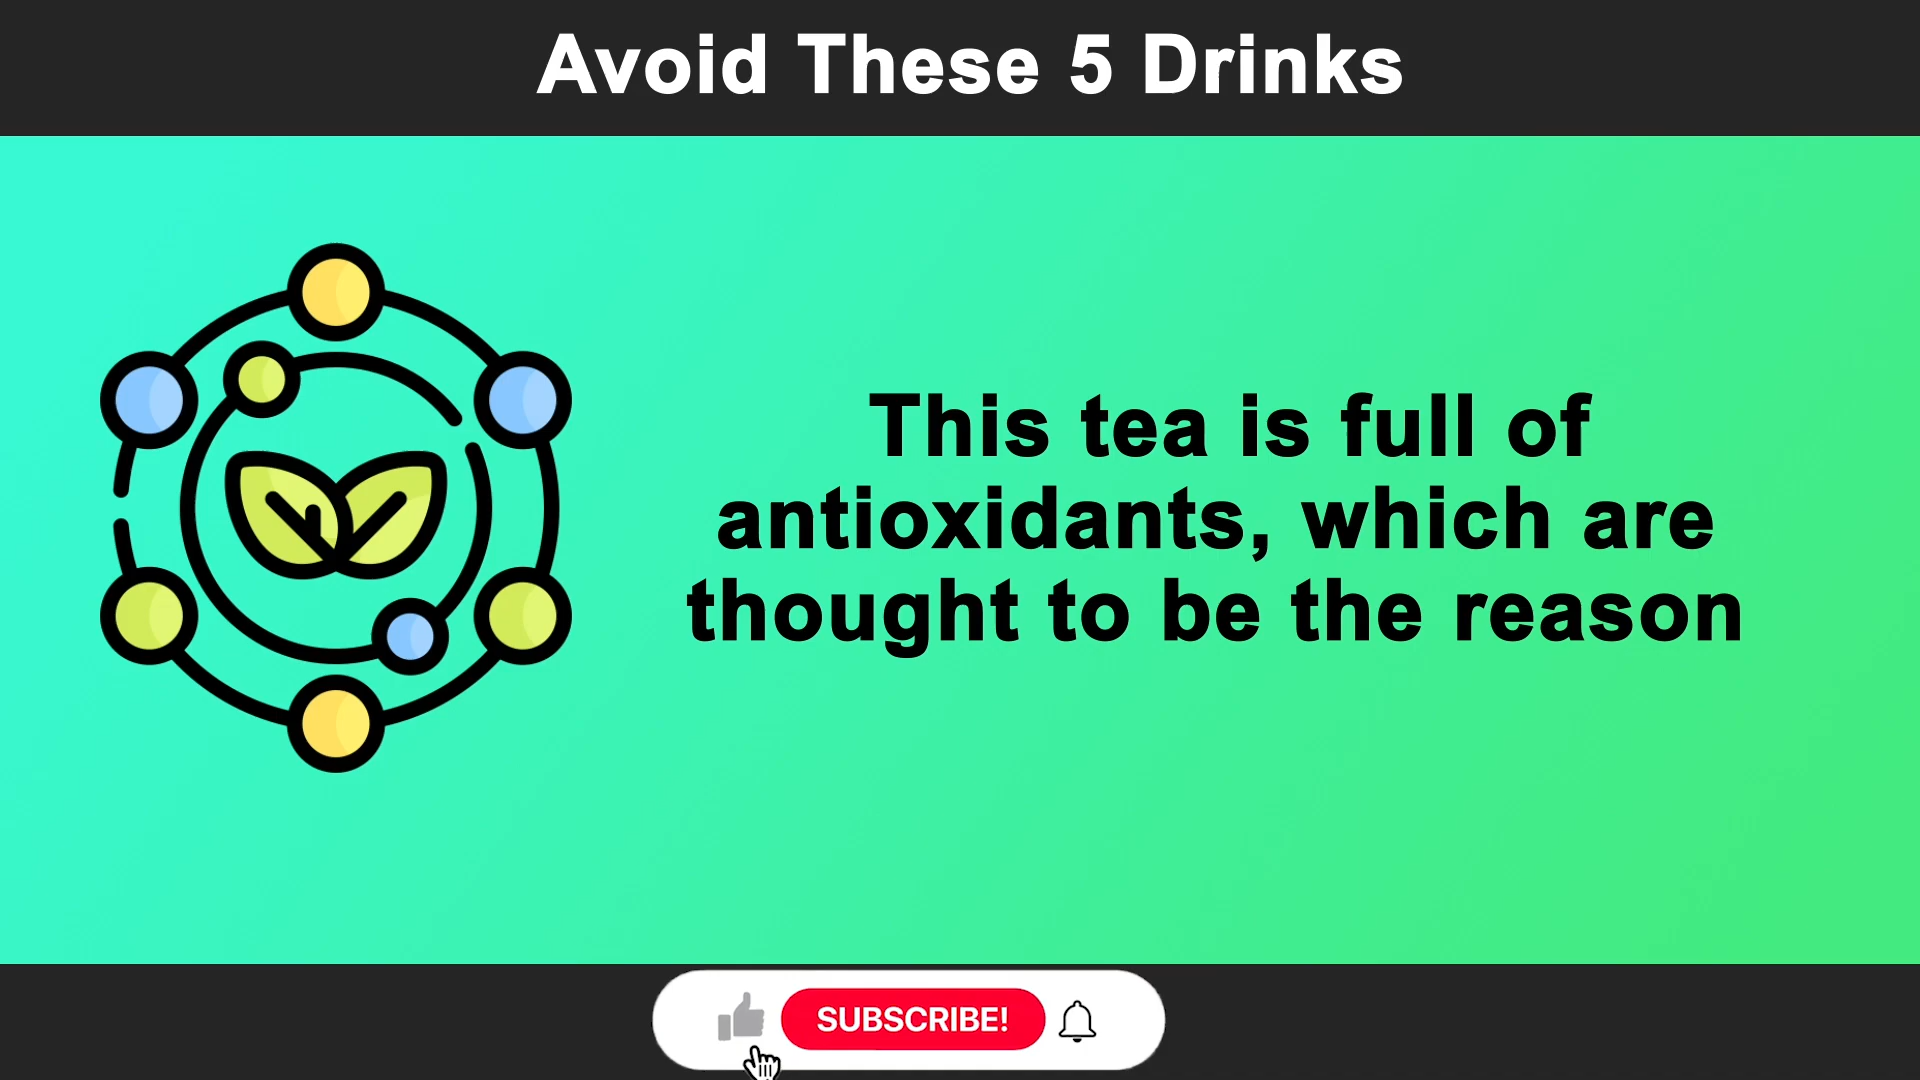 Avoid These 5 Drinks
This tea is full of
antioxidants, which are
thought to be the reason
SUBSCRIBE!